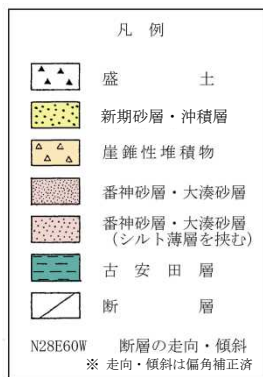 凡 例
盛 土
新期砂層・沖積層
崖錐性堆積物
番神砂層・大湊砂層
番神砂層・大湊砂層
(シルト薄層を挟む)
古 安 田 層
断 層
N28E60W 断層の走向・傾斜
※ 走向・傾斜は偏角補正済